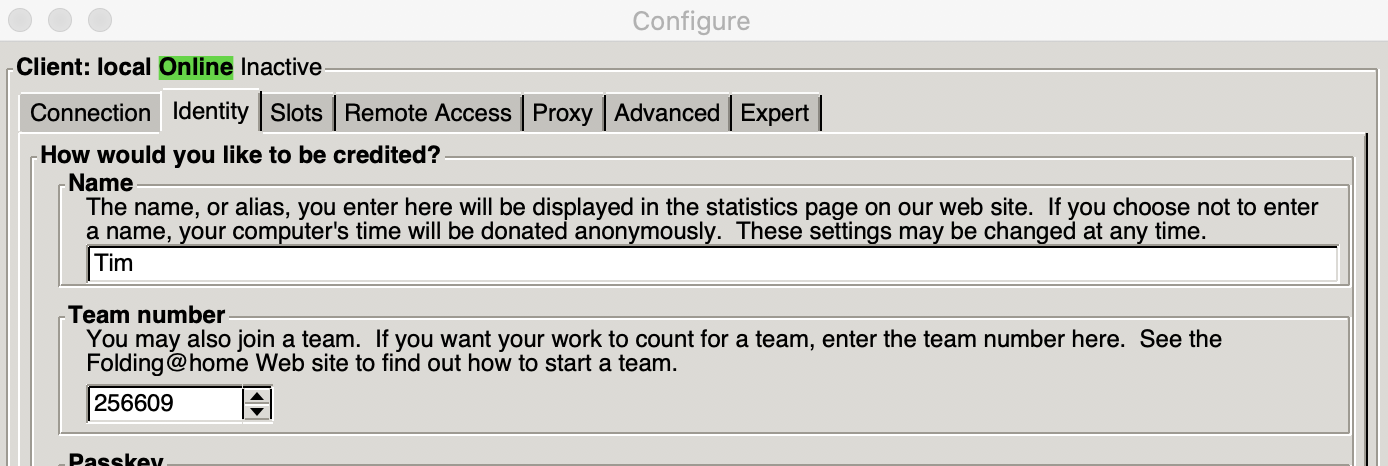 Configure
Client: local Online Inactive
Connection Identity Slots Remote Access Proxy Advanced Expert
How would you like to be credited?
Name
The name, or alias, you enter here will be displayed in the statistics page on our web site.  If you choose not to enter
a name, your computer's time will be donated anonymously.  These settings may be changed at any time.
Tim
Team number
You may also join a team.  If you want your work to count for a team, enter the team number here.  See the
Folding@home Web site to find out how to start a team.
256609
Passkey